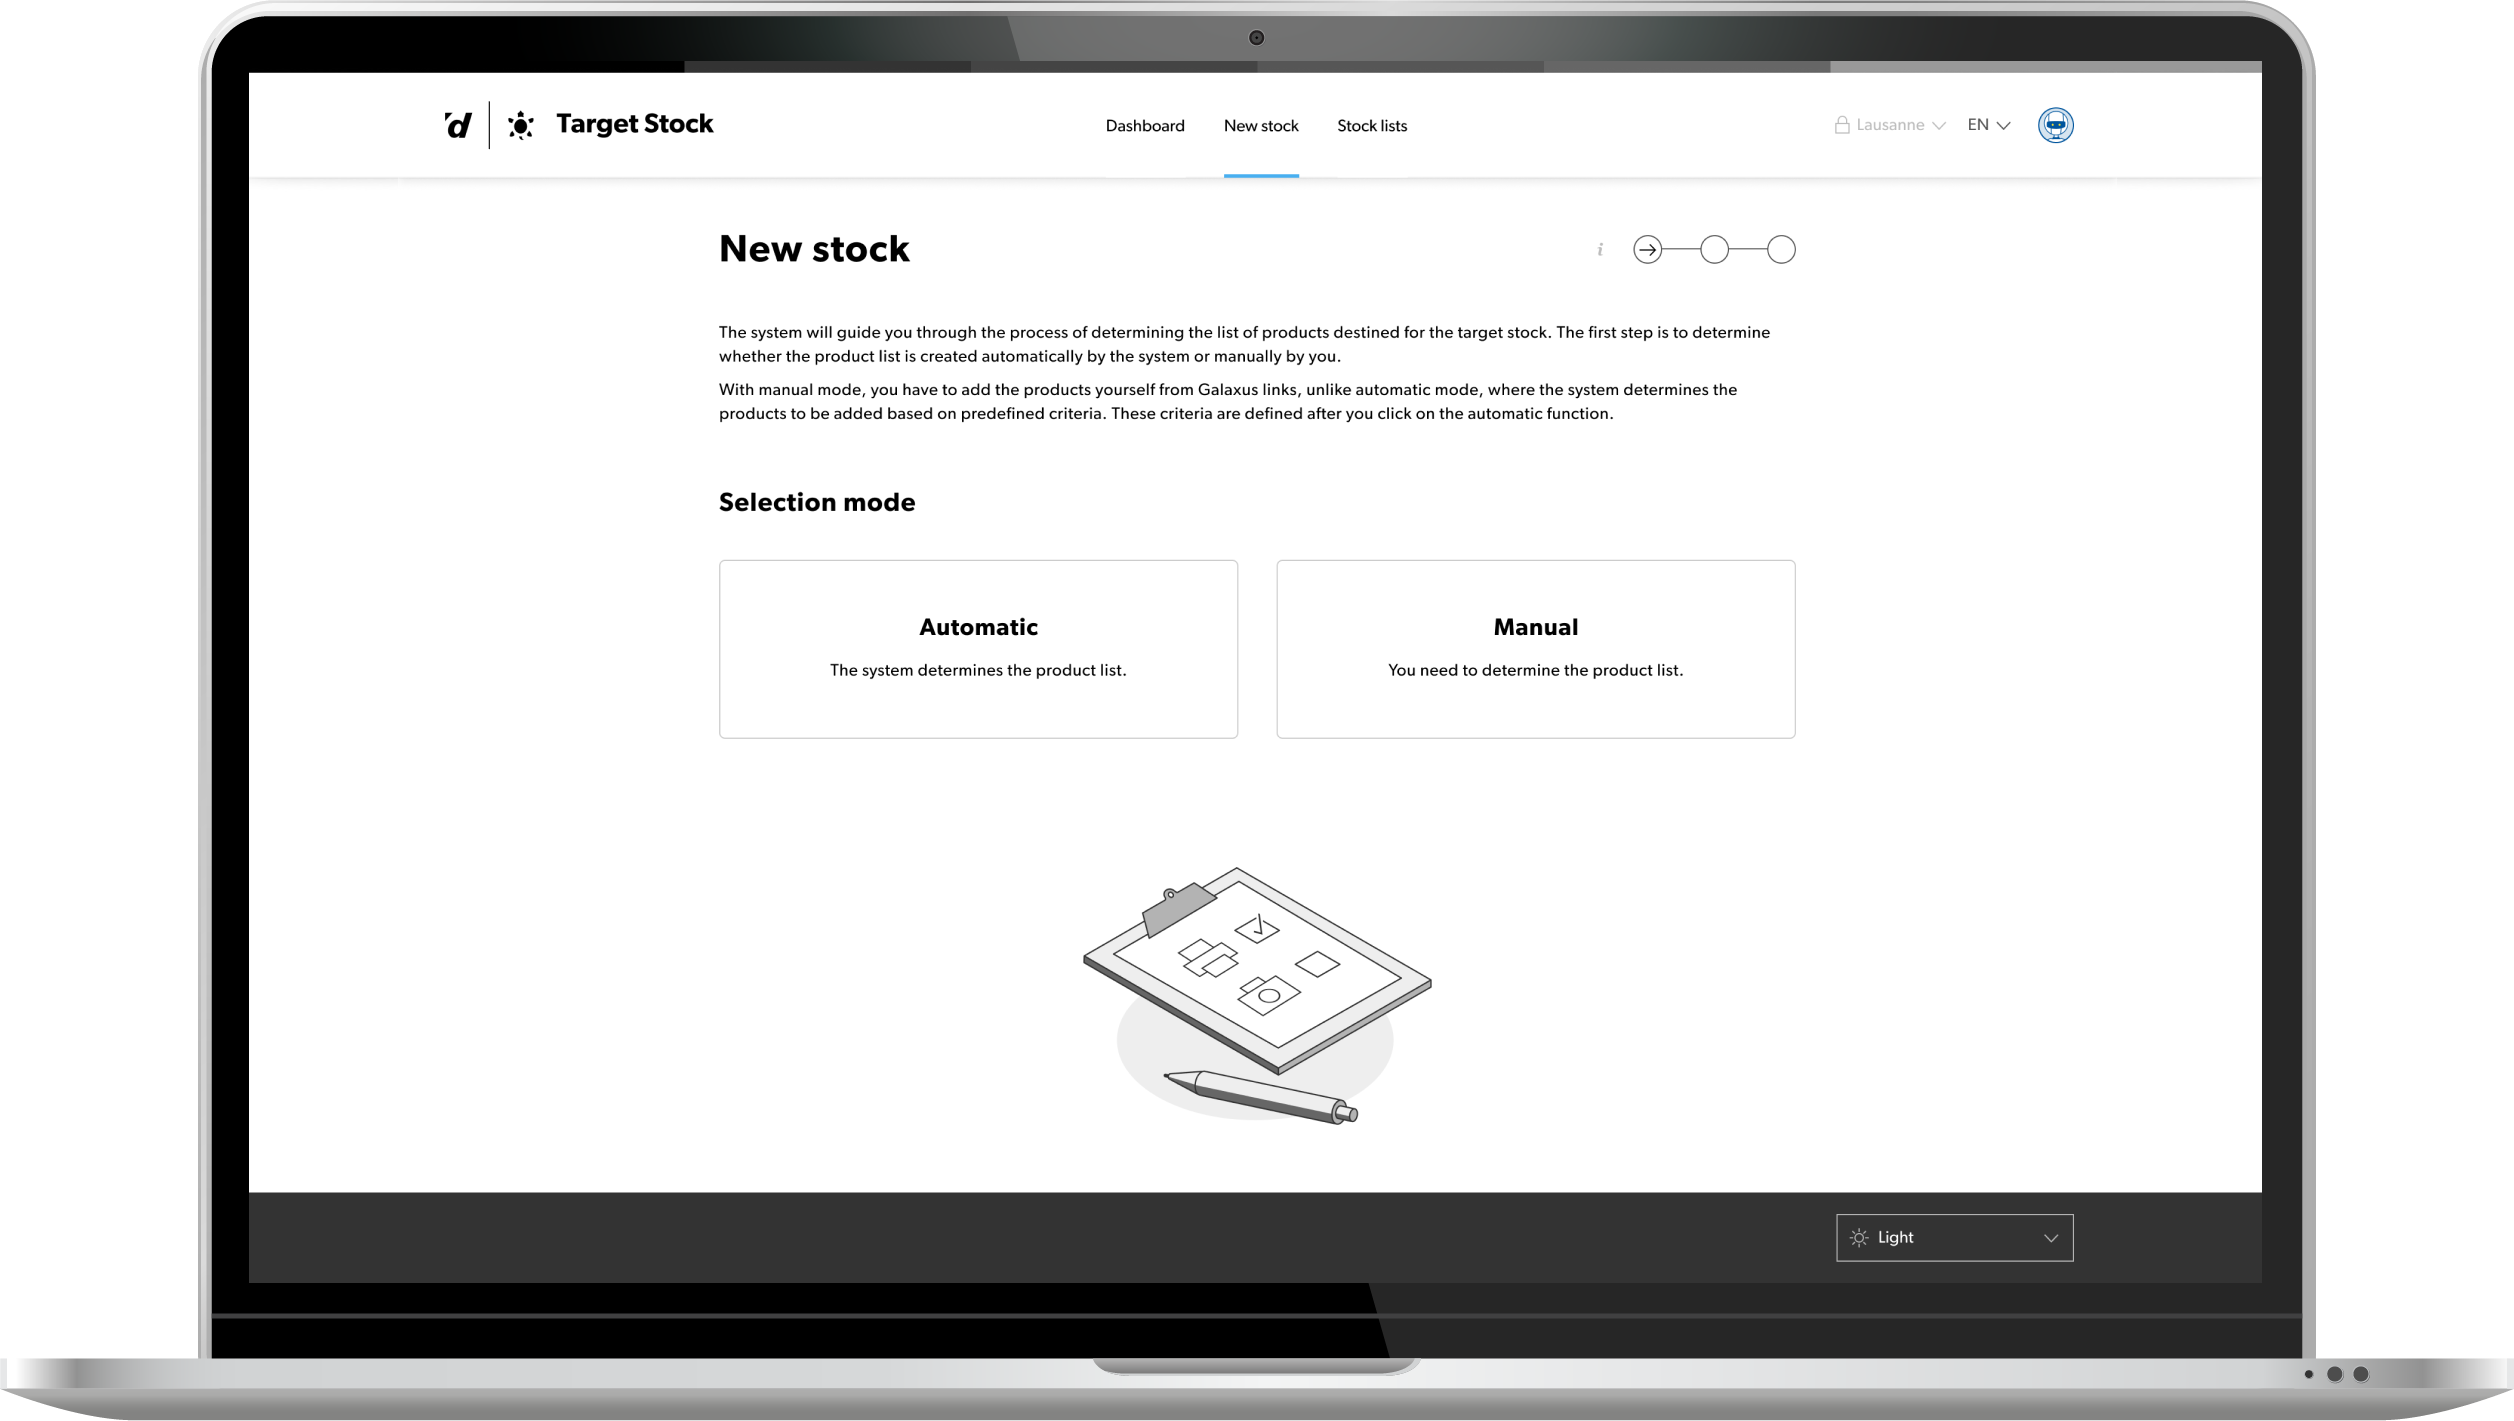 d Target Stock
Dashboard New stock Stock lists
Lausanne EN
New stock
i
The system will guide you through the process of determining the list of products destined for the target stock. The first step is to determine
whether the product list is created automatically by the system or manually by you.
With manual mode, you have to add the products yourself from Galaxus links, unlike automatic mode, where the system determines the
products to be added based on predefined criteria. These criteria are defined after you click on the automatic function.
Selection mode
Automatic
The system determines the product list.
Manual
You need to determine the product list.
Light